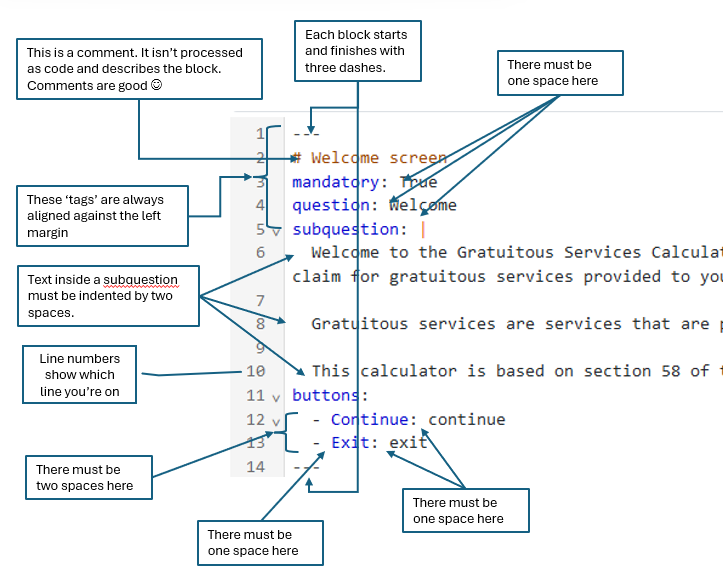 This is a comment. It isn't processed
as code and describes the block.
Comments are good ☺
Each block starts
and finishes with
three dashes.
There must be
one space here
1 ---
2 # Welcome screen
3 mandatory: True
4 question: Welcome
5 subquestion: |
6 Welcome to the Gratuitous Services Calculat
claim for gratuitous services provided to you
7
8 Gratuitous services are services that are p
9
10 This calculator is based on section 58 of t
11 buttons:
12 - Continue: continue
13 - Exit: exit
14 ---
These 'tags' are always
aligned against the left
margin
Text inside a subquestion
must be indented by two
spaces.
Line numbers
show which
line you're on
There must be
two spaces here
There must be
one space here
There must be
one space here